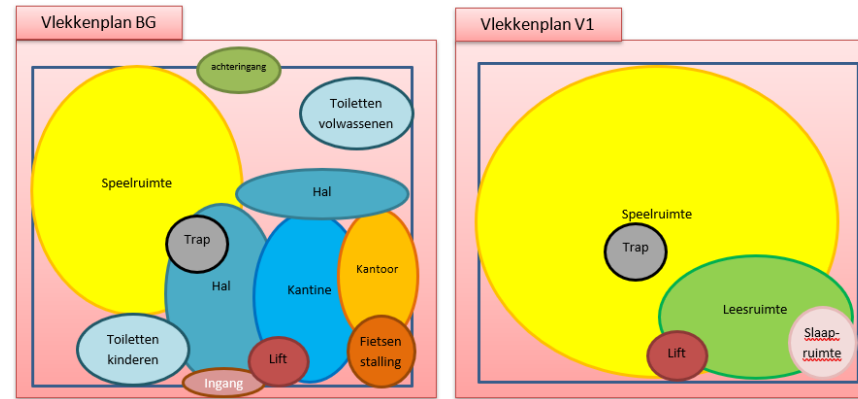 Vlekkenplan BG
achteringang
Toiletten
volwassenen
Speelruimte
Hal
Trap
Hal
Kantine
Kantoor
Toiletten
kinderen
Lift
Fietsen
stalling
Ingang
Vlekkenplan V1
Speelruimte
Trap
Leesruimte
Lift
Slaap-
ruimte